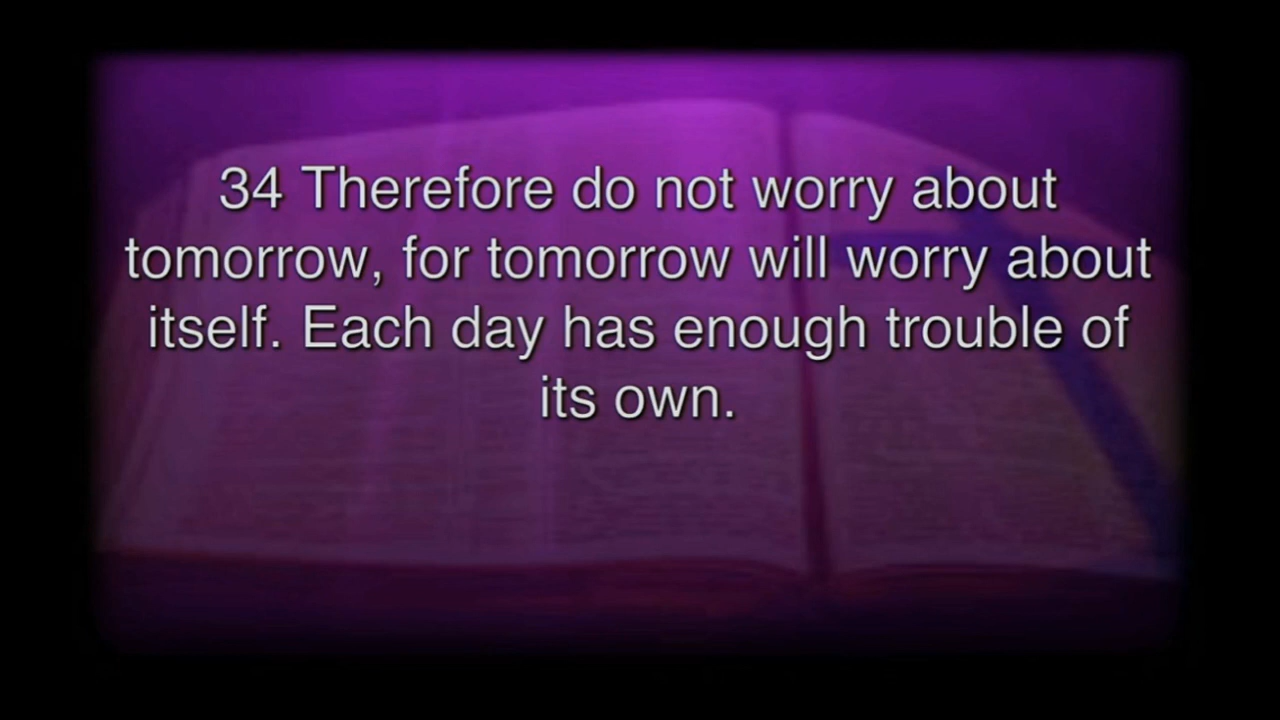 34 Therefore do not worry about
tomorrow, for tomorrow will worry about
itself. Each day has enough trouble of
its own.